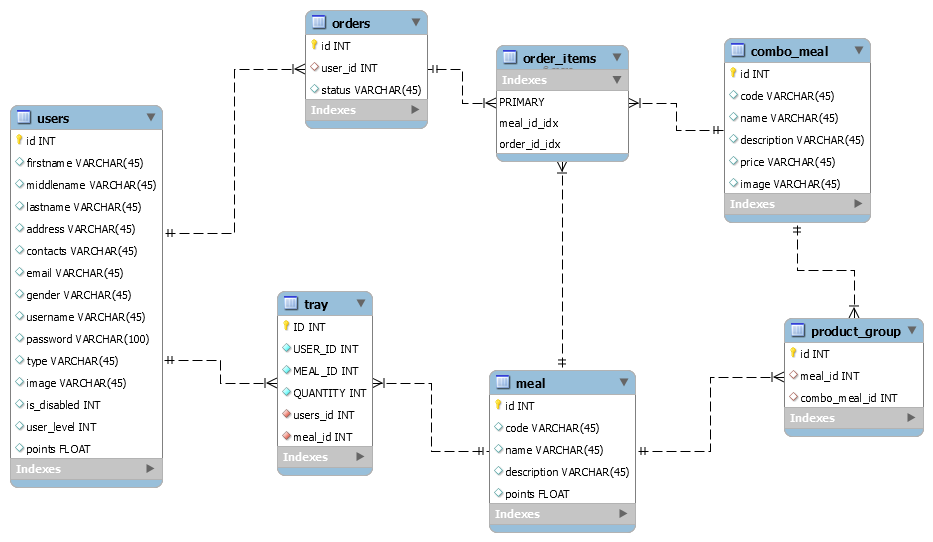 orders
id INT
user_id INT
status VARCHAR(45)
Indexes
order_items
Indexes
PRIMARY
meal_id_idx
order_id_idx
combo_meal
id INT
code VARCHAR(45)
name VARCHAR(45)
description VARCHAR(45)
price VARCHAR(45)
image VARCHAR(45)
Indexes
users
id INT
firstname VARCHAR(45)
middlename VARCHAR(45)
lastname VARCHAR(45)
address VARCHAR(45)
contacts VARCHAR(45)
email VARCHAR(45)
gender VARCHAR(45)
username VARCHAR(45)
password VARCHAR(100)
type VARCHAR(45)
image VARCHAR(45)
is_disabled INT
user_level INT
points FLOAT
Indexes
tray
ID INT
USER_ID INT
MEAL_ID INT
QUANTITY INT
users_id INT
meal_id INT
Indexes
meal
id INT
code VARCHAR(45)
name VARCHAR(45)
description VARCHAR(45)
points FLOAT
Indexes
product_group
id INT
meal_id INT
combo_meal_id INT
Indexes